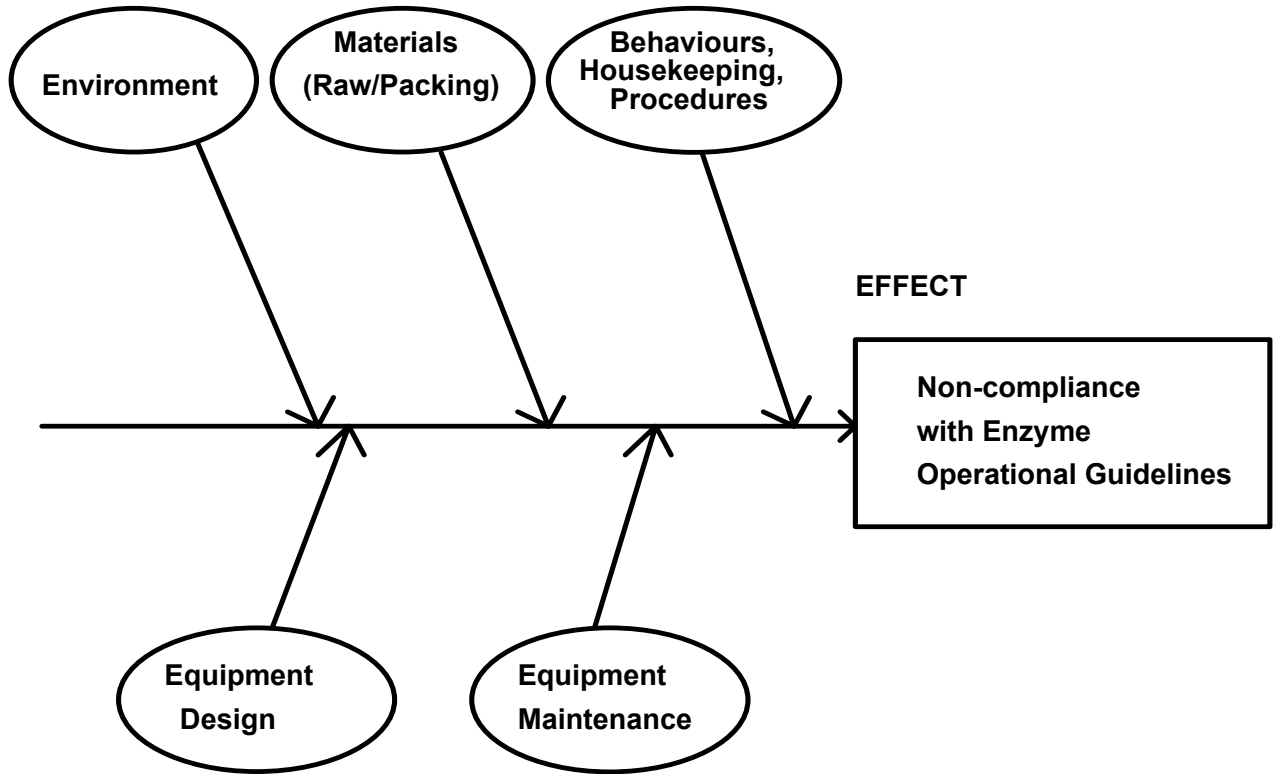 Environment
Materials
(Raw/Packing)
Behaviours,
Housekeeping,
Procedures
EFFECT
Non-compliance
with Enzyme
Operational Guidelines
Equipment
Design
Equipment
Maintenance